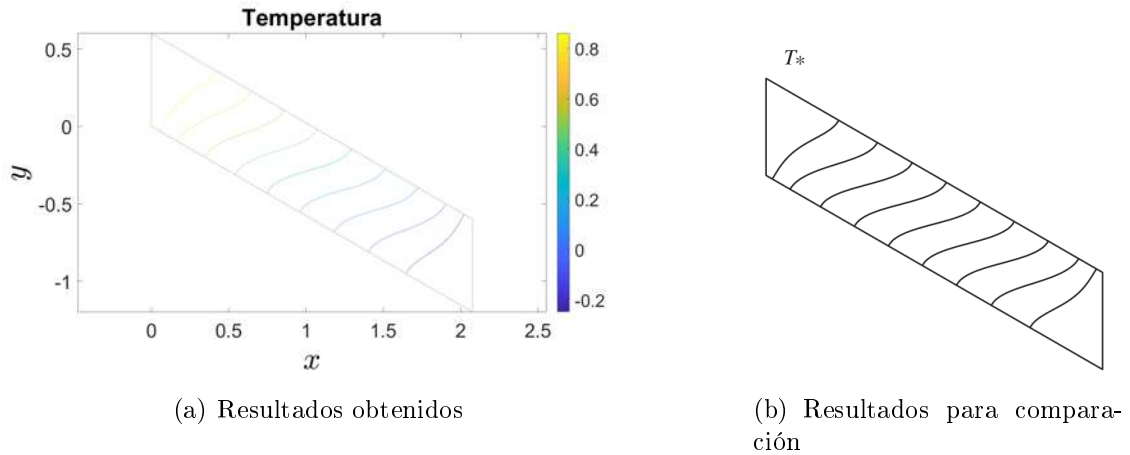 Temperatura
0.5
0
-0.5
-1
y
0
0.5
1
1.5
2
2.5
x
0.8
0.6
0.4
0.2
0
-0.2
(a) Resultados obtenidos
T*
(b) Resultados para compara-
ción